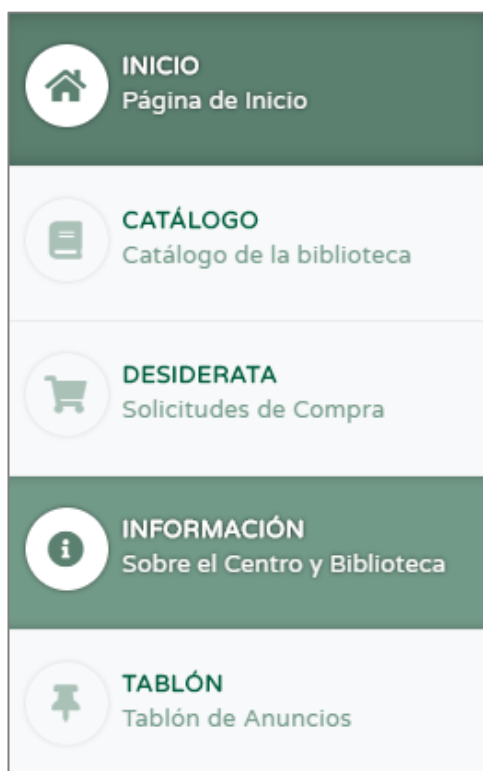 INICIO
Página de Inicio
CATÁLOGO
Catálogo de la biblioteca
DESIDERATA
Solicitudes de Compra
INFORMACIÓN
Sobre el Centro y Biblioteca
TABLÓN
Tablón de Anuncios